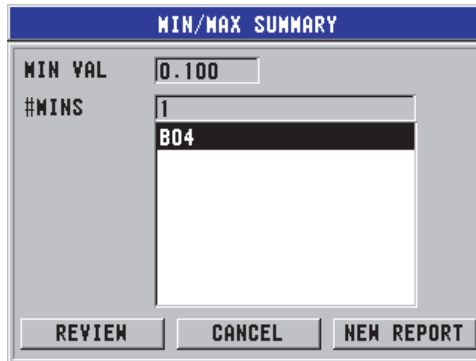 MIN/MAX SUMMARY
MIN VAL 0.100
#MINS 1
B04
REVIEW CANCEL NEW REPORT